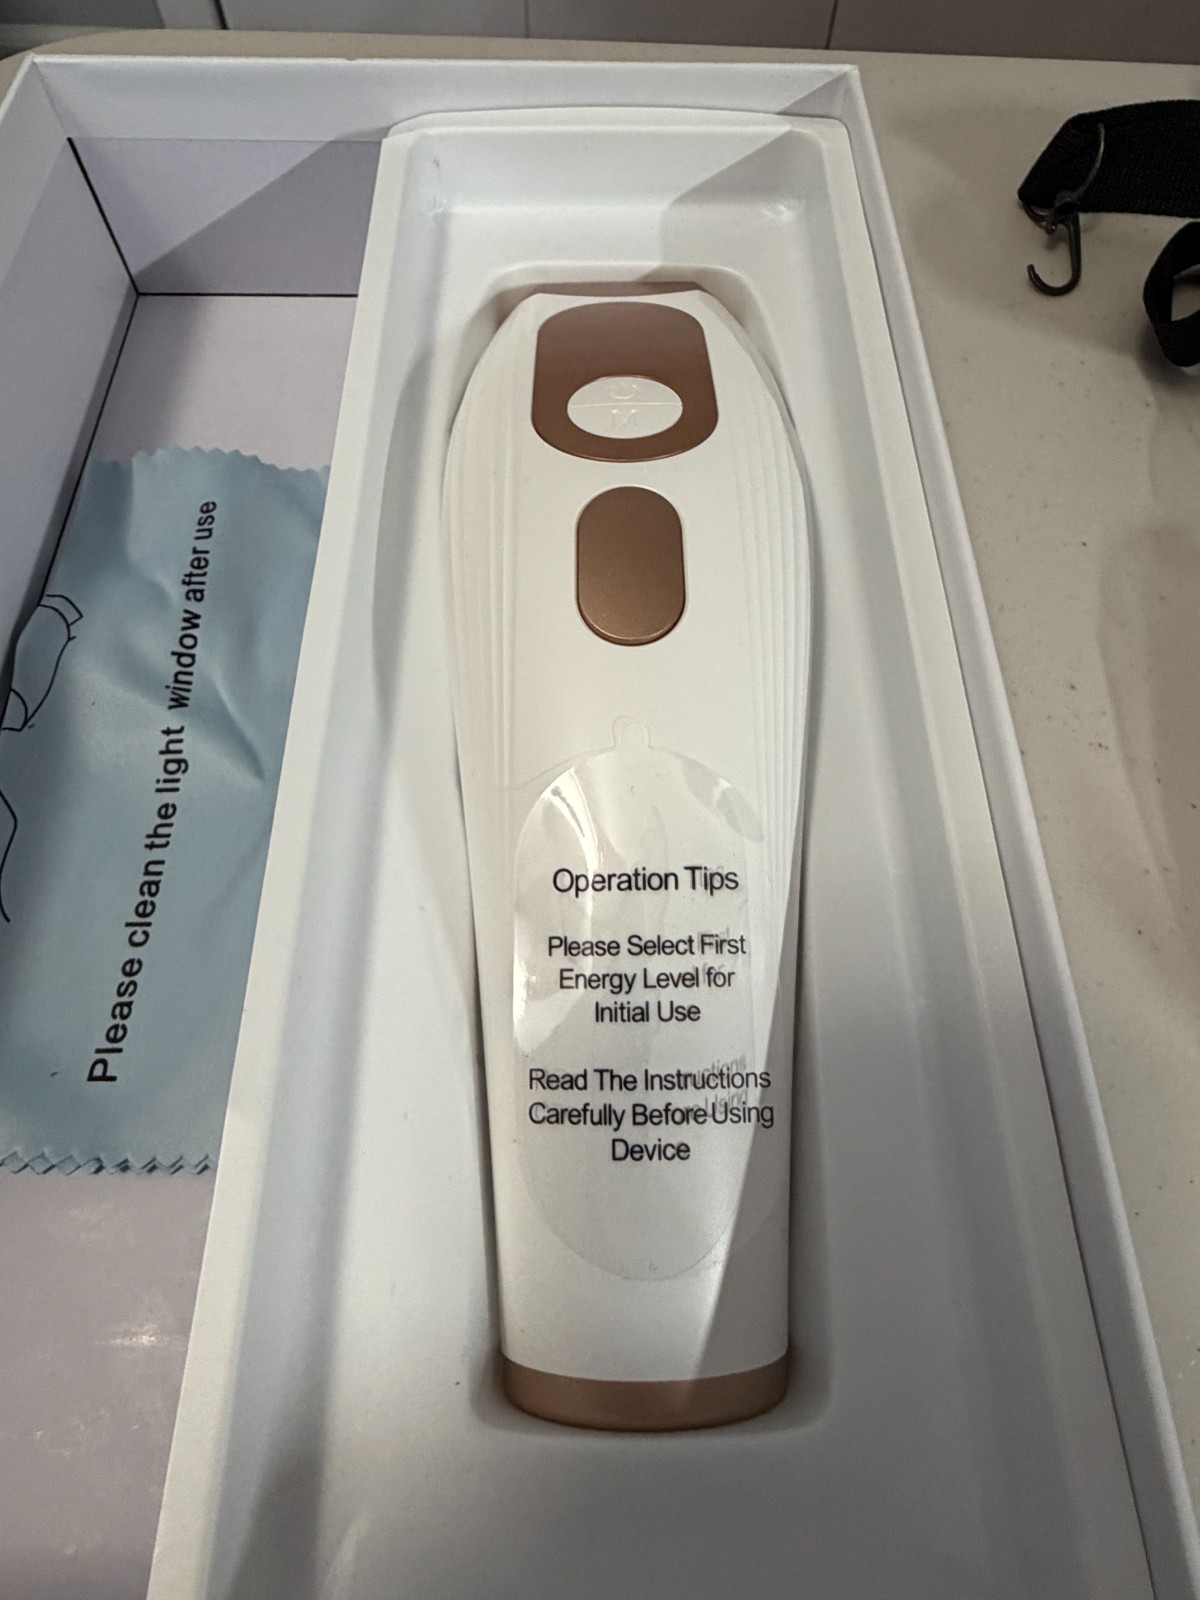 M
Operation Tips
Please Select First
Energy Level for
Initial Use
Read The Instructions
Carefully Before Using
Device
Please clean the light window after use